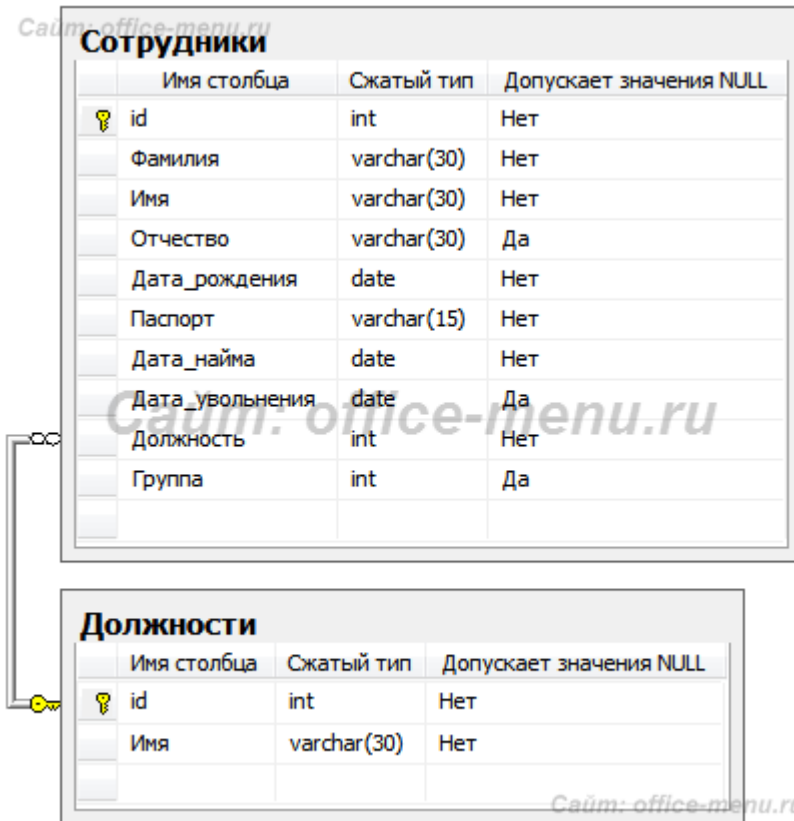 Сайт: office-menu.ru
Сотрудники
Имя столбца Сжатый тип Допускает значения NULL
id int Нет
Фамилия varchar(30) Нет
Имя varchar(30) Нет
Отчество varchar(30) Да
Дата_рождения date Нет
Паспорт varchar(15) Нет
Дата_найма date Нет
Дата_увольнения date Да
Сайт: office-menu.ru
Должность int Нет
Группа int Да
Должности
Имя столбца Сжатый тип Допускает значения NULL
id int Нет
Имя varchar(30) Нет
Сайт: office-menu.ru